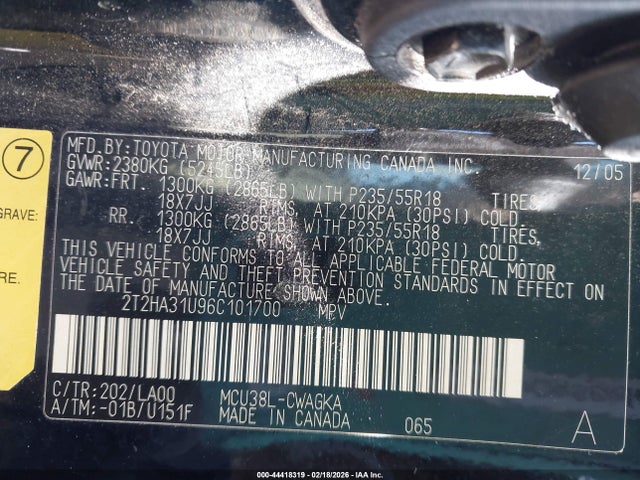 7
GRAVE:
MFD. BY: TOYOTA MOTOR MANUFACTURING CANADA INC. 12/05
GVWR: 2380KG (5245LB)
GAWR: FRT. 1300KG (2865LB) WITH P235/55R18 TIRES,
18X7JJ RIMS, AT 210KPA (30PSI) COLD.
RR. 1300KG (2865LB) WITH P235/55R18 TIRES,
18X7JJ RIMS, AT 210KPA (30PSI) COLD.
THIS VEHICLE CONFORMS TO ALL APPLICABLE FEDERAL MOTOR
VEHICLE SAFETY AND THEFT PREVENTION STANDARDS IN EFFECT ON
THE DATE OF MANUFACTURE SHOWN ABOVE.
2T2HA31U96C101700 MPV
C/TR: 202/LA00 MCU38L-CWAGKA
A/TM: -01B/U151F MADE IN CANADA 065 A
000-44418319 - 02/18/2026 - IAA Inc.